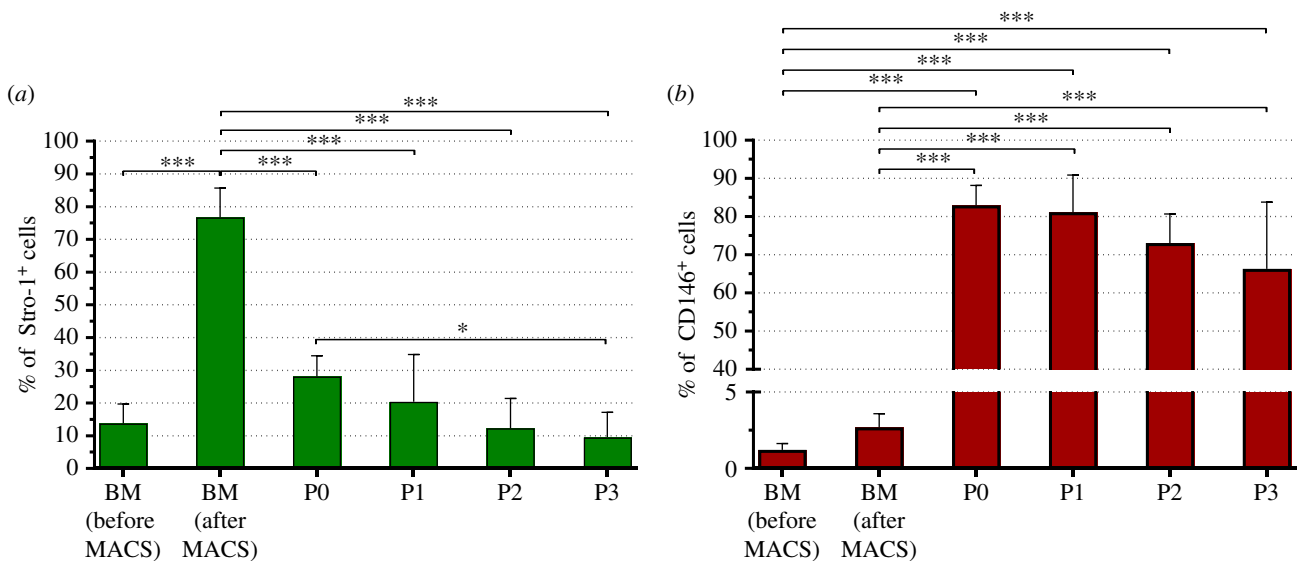 (a)
% of Stro-1⁺ cells
100
90
80
70
60
50
40
30
20
10
0
***
***
***
***
***
*
BM (before MACS)
BM (after MACS)
P0
P1
P2
P3
(b)
% of CD146⁺ cells
100
90
80
70
60
50
40
5
0
***
***
***
***
***
***
***
***
BM (before MACS)
BM (after MACS)
P0
P1
P2
P3